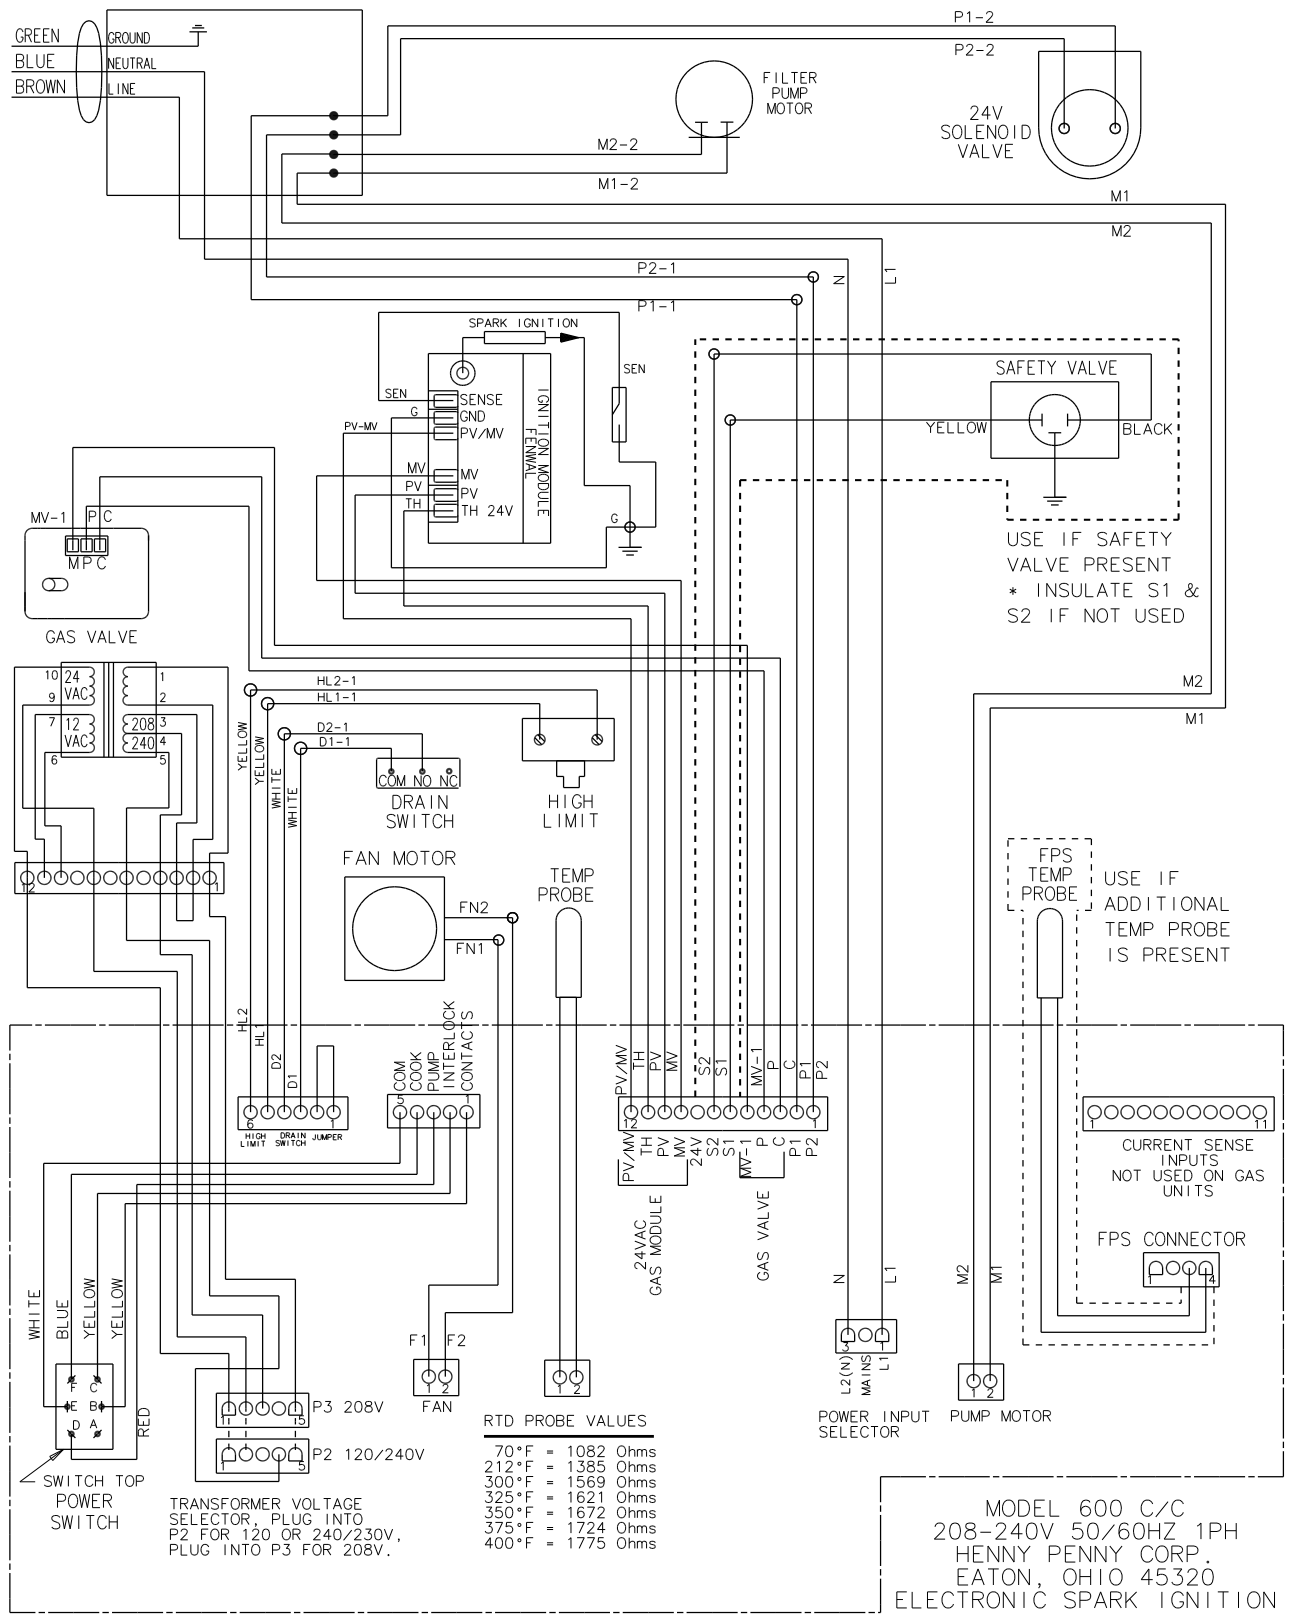 GREEN
GROUND
BLUE
NEUTRAL
BROWN
LINE
P1-2
P2-2
FILTER
PUMP
MOTOR
24V
SOLENOID
VALVE
M2-2
M1-2
M1
M2
P2-1
P1-1
N
L1
SPARK IGNITION
SEN
SEN
SENSE
G
GND
PV-MV
PV/MV
MV
MV
PV
PV
TH
TH 24V
IGNITION MODULE
FENWAL
G
SAFETY VALVE
YELLOW
BLACK
USE IF SAFETY
VALVE PRESENT
* INSULATE S1 &
S2 IF NOT USED
MV-1
P
C
M P C
GAS VALVE
10
24
VAC
9
7
12
VAC
6
1
2
208
3
240
4
5
12
1
HL2-1
HL1-1
D2-1
D1-1
YELLOW
YELLOW
WHITE
WHITE
COM NO NC
DRAIN
SWITCH
HIGH
LIMIT
M2
M1
FAN MOTOR
FN2
FN1
TEMP
PROBE
FPS
TEMP
PROBE
USE IF
ADDITIONAL
TEMP PROBE
IS PRESENT
HL2
HL1
D2
D1
6
1
HIGH
LIMIT
DRAIN
SWITCH
JUMPER
COM
COOK
PUMP
INTERLOCK
CONTACTS
5
1
PV/MV
TH
PV
MV
S2
S1
MV-1
P
C
P1
P2
12
1
PV/MV
TH
PV
MV
24V
S2
S1
MV-1
P
C
P1
P2
24VAC
GAS MODULE
GAS VALVE
1
11
CURRENT SENSE
INPUTS
NOT USED ON GAS
UNITS
FPS CONNECTOR
1
4
N
L1
M2
M1
WHITE
BLUE
YELLOW
YELLOW
RED
F
C
E
B
D
A
SWITCH TOP
POWER
SWITCH
1
5
P3 208V
1
5
P2 120/240V
TRANSFORMER VOLTAGE
SELECTOR, PLUG INTO
P2 FOR 120 OR 240/230V,
PLUG INTO P3 FOR 208V.
F1
F2
1
2
FAN
1
2
RTD PROBE VALUES
70°F = 1082 Ohms
212°F = 1385 Ohms
300°F = 1569 Ohms
325°F = 1621 Ohms
350°F = 1672 Ohms
375°F = 1724 Ohms
400°F = 1775 Ohms
3
1
L2(N)
MAINS
L1
POWER INPUT
SELECTOR
1
2
PUMP MOTOR
MODEL 600 C/C
208-240V 50/60HZ 1PH
HENNY PENNY CORP.
EATON, OHIO 45320
ELECTRONIC SPARK IGNITION